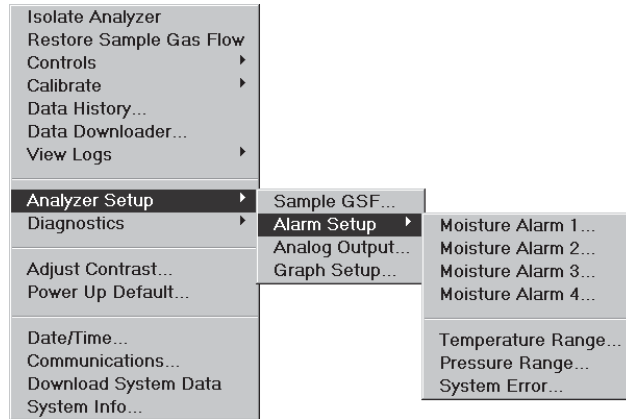 Isolate Analyzer
Restore Sample Gas Flow
Controls
Calibrate
Data History...
Data Downloader...
View Logs
Analyzer Setup
Diagnostics
Adjust Contrast...
Power Up Default...
Date/Time...
Communications...
Download System Data
System Info...
Sample GSF...
Alarm Setup
Analog Output...
Graph Setup...
Moisture Alarm 1...
Moisture Alarm 2...
Moisture Alarm 3...
Moisture Alarm 4...
Temperature Range...
Pressure Range...
System Error...